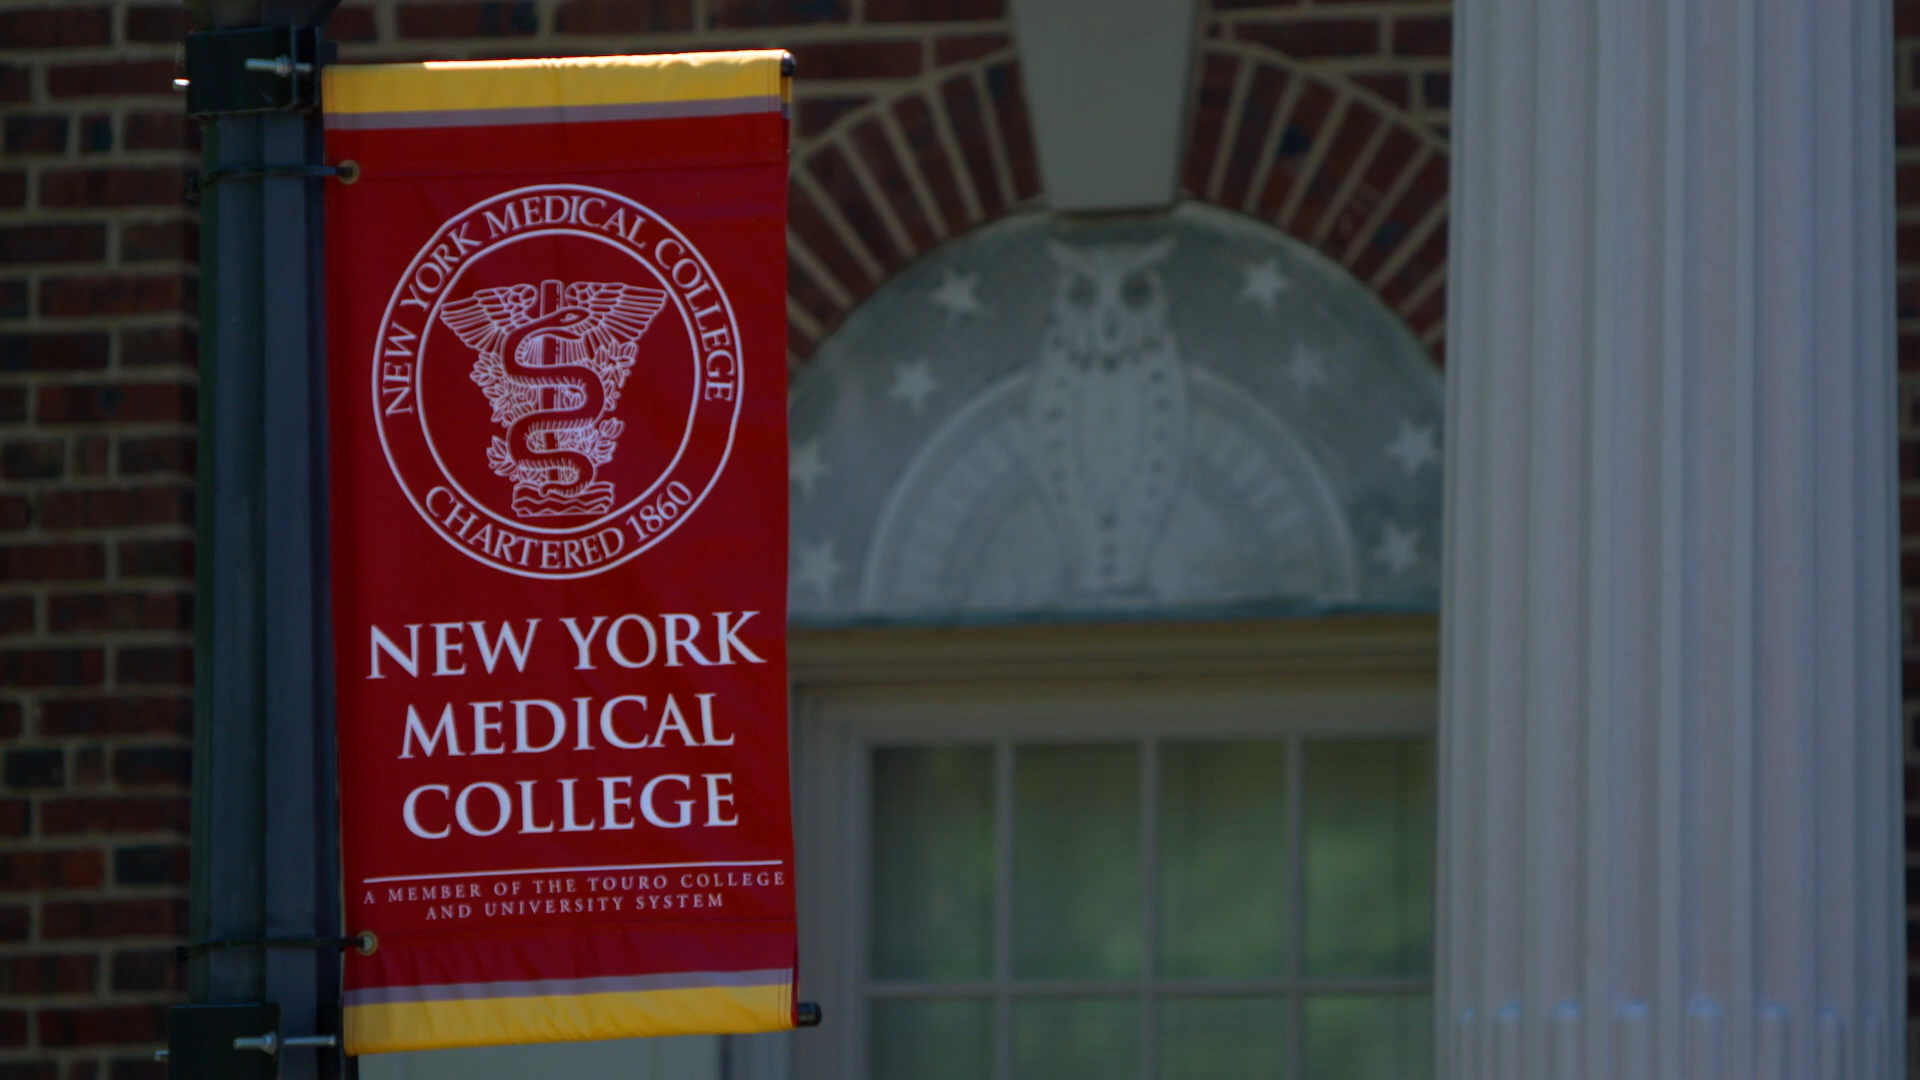 NEW YORK MEDICAL COLLEGE
CHARTERED 1860
NEW YORK
MEDICAL
COLLEGE
A MEMBER OF THE TOURO COLLEGE
AND UNIVERSITY SYSTEM